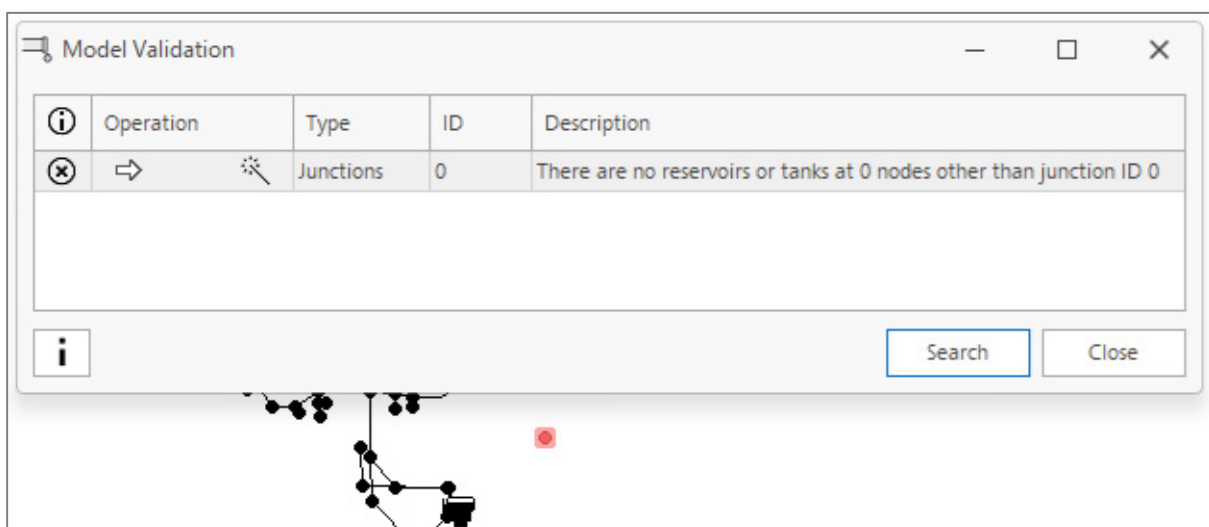 Model Validation
Operation Type ID Description
Junctions 0 There are no reservoirs or tanks at 0 nodes other than junction ID 0
i
Search Close